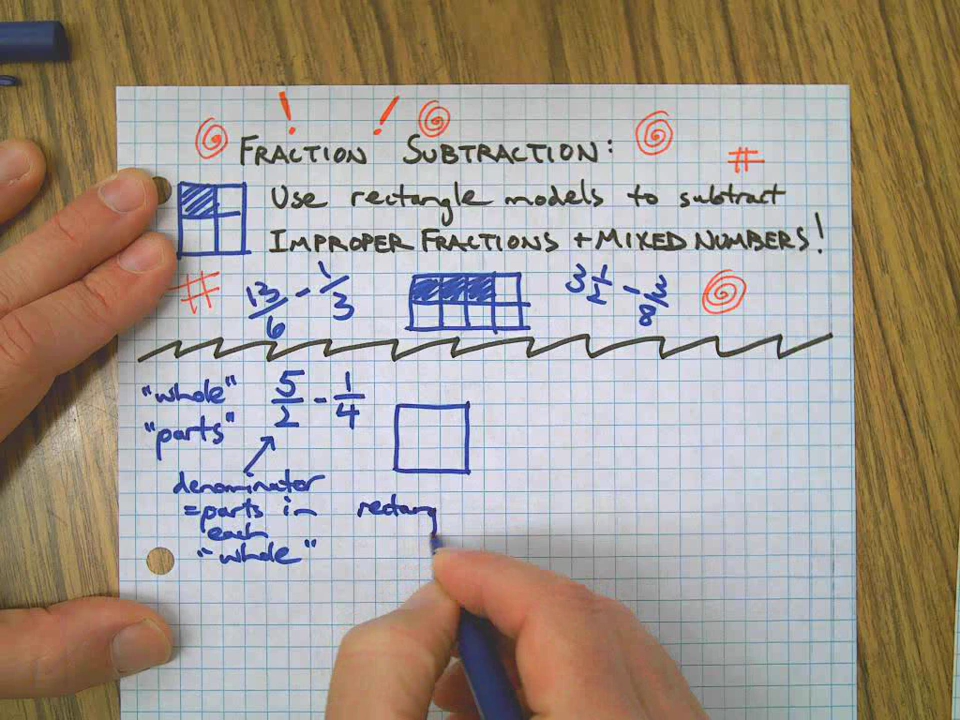 ! !
FRACTION SUBTRACTION:
#
Use rectangle models to subtract
IMPROPER FRACTIONS + MIXED NUMBERS!
# 13/6 - 1/3 3 1/2 - 3/8
"whole" 5/2 - 1/4
"parts"
denominator
=parts in
each
"whole"
rectang